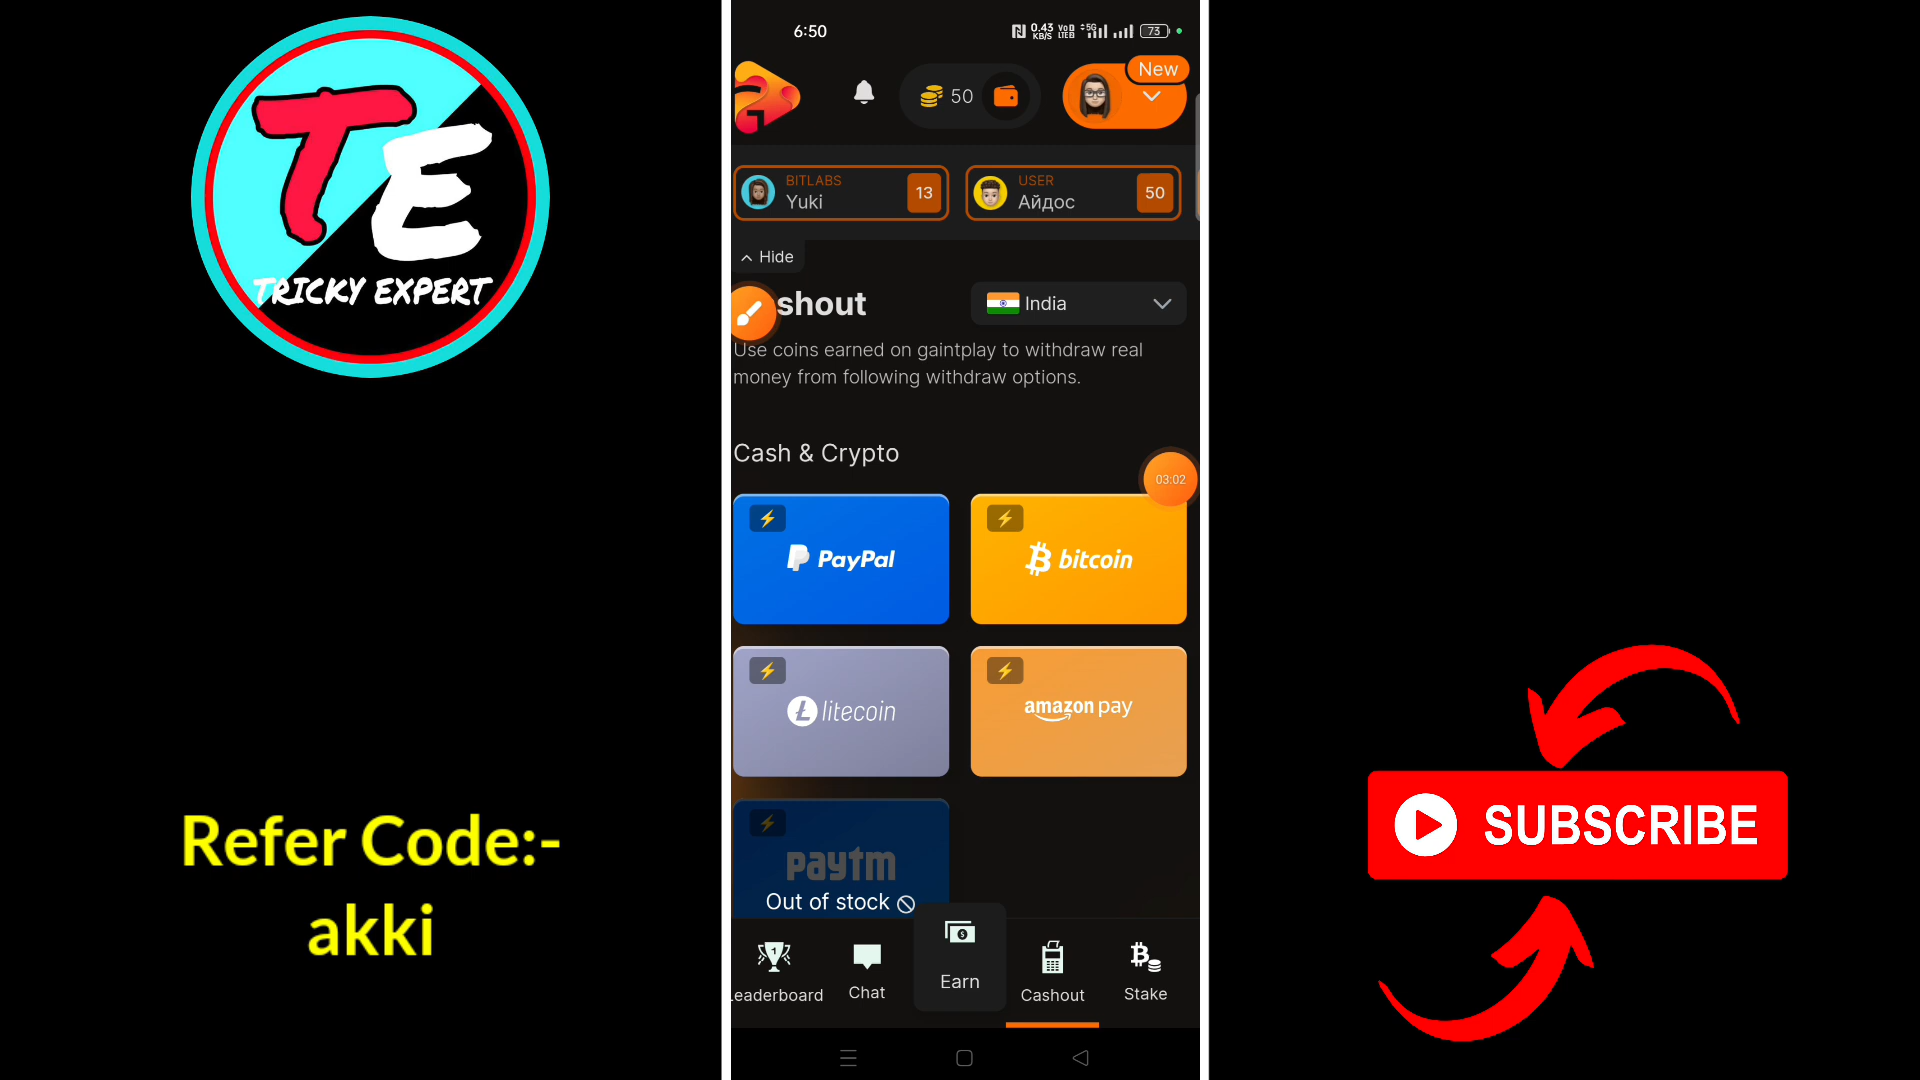 TE
TRICKY EXPERT
Refer Code:-
akki
6:50
0.43 KB/S
5G
73
50
New
BITLABS
Yuki
13
USER
Айдос
50
Hide
shout
India
Use coins earned on gaintplay to withdraw real
money from following withdraw options.
Cash & Crypto
03:02
PayPal
bitcoin
litecoin
amazon pay
paytm
Out of stock
Leaderboard
Chat
Earn
Cashout
Stake
SUBSCRIBE